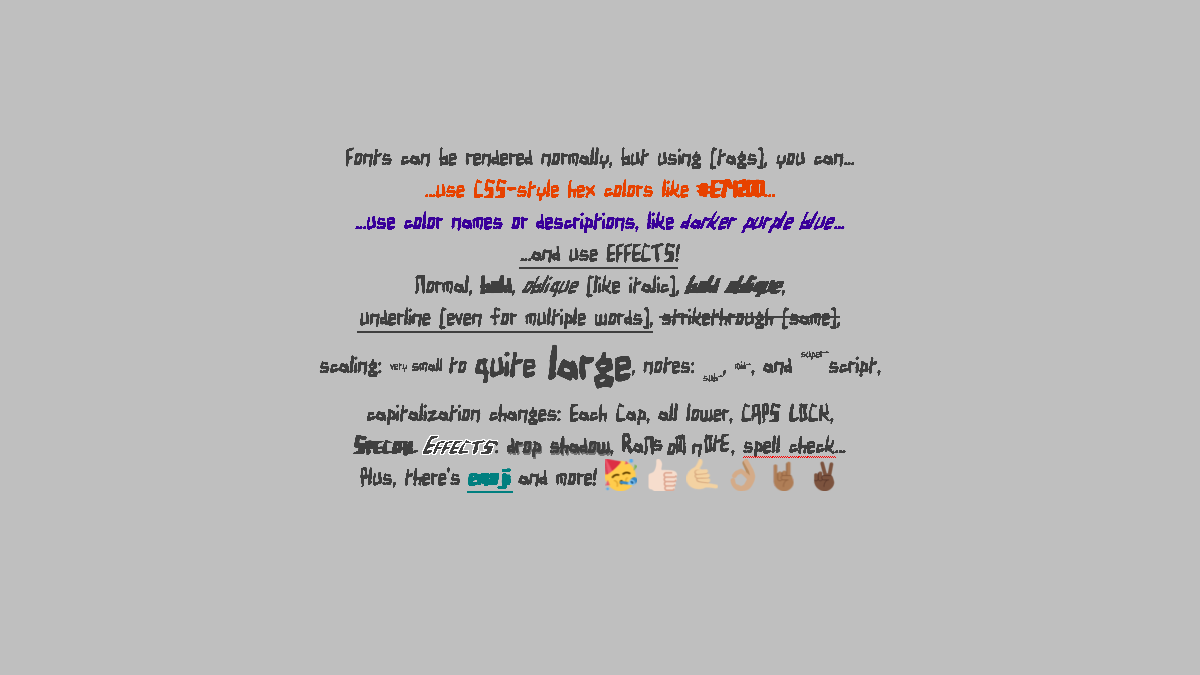 Fonts can be rendered normally, but using [tags], you can...
...use CSS-style hex colors like #E74200...
...use color names or descriptions, like darker purple blue...
...and use EFFECTS!
Normal, bold, oblique [like italic], bold oblique,
underline [even for multiple words], strikethrough [same],
scaling: very small to quite large, notes: sub-, mid-, and super- script,
capitalization changes: Each Cap, all lower, CAPS LOCK,
Special Effects: drop shadow, spell check...
Plus, there's emoji and more! 🥳 👍🏻 🤙🏼 👌🏽 🤘🏾 ✌🏿